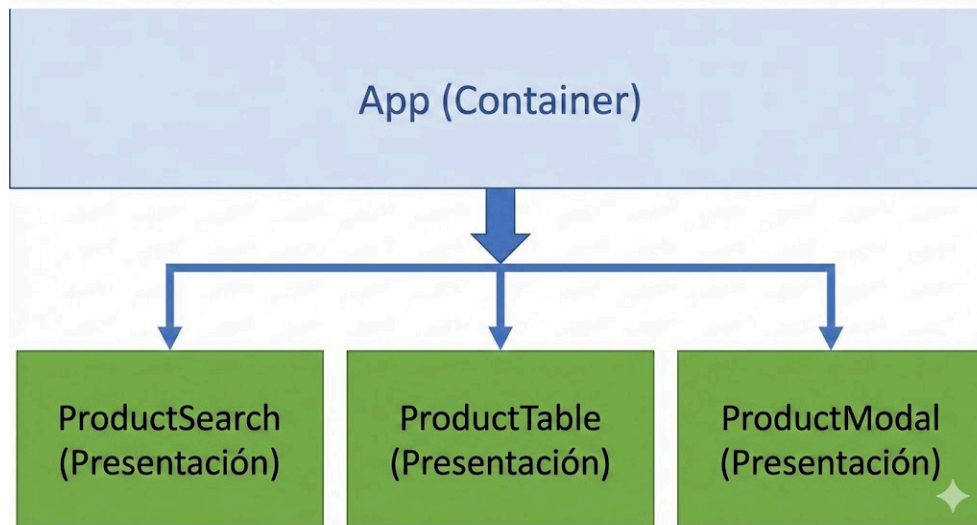 App (Container)
ProductSearch
(Presentación)
ProductTable
(Presentación)
ProductModal
(Presentación)